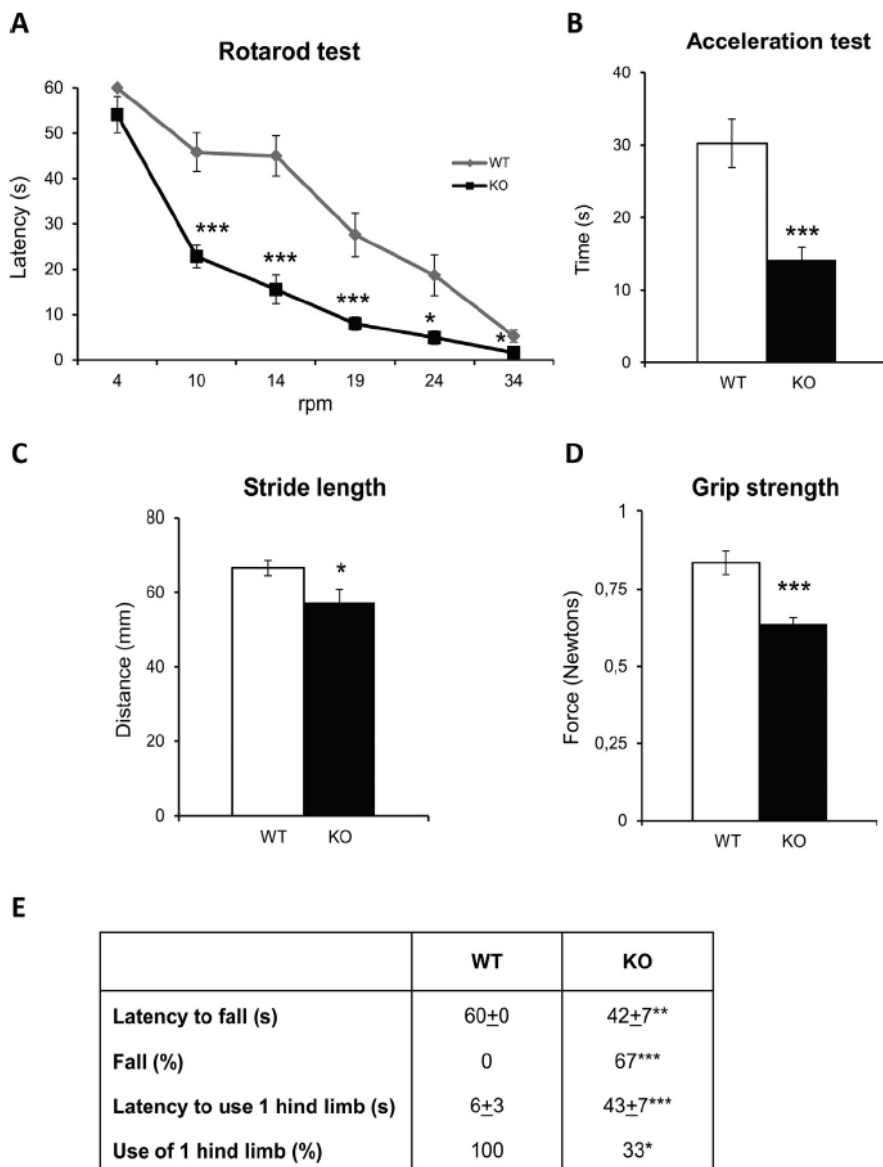 A
Rotarod test
60
50
40
30
20
10
0
Latency (s)
WT
KO
***
***
***
*
*
4 10 14 19 24 34
rpm
B
Acceleration test
40
30
20
10
0
Time (s)
***
WT KO
C
Stride length
80
60
40
20
0
Distance (mm)
*
WT KO
D
Grip strength
1
0,75
0,5
0,25
0
Force (Newtons)
***
WT KO
E
WT KO
Latency to fall (s) 60±0 42±7**
Fall (%) 0 67***
Latency to use 1 hind limb (s) 6±3 43±7***
Use of 1 hind limb (%) 100 33*